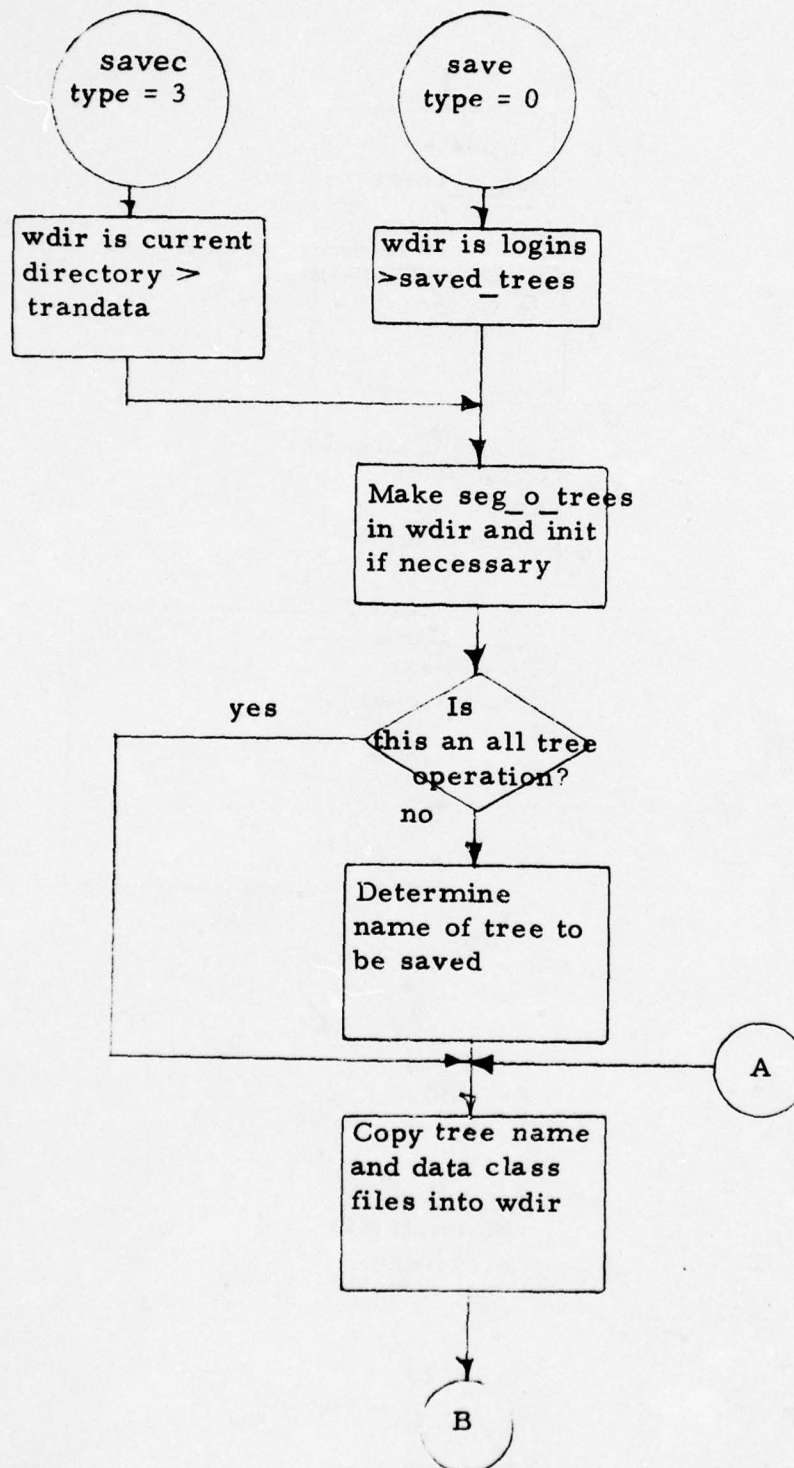 savec
type = 3
save
type = 0
wdir is current
directory >
trandata
wdir is logins
>saved_trees
Make seg_o_trees
in wdir and init
if necessary
yes
Is
this an all tree
operation?
no
Determine
name of tree to
be saved
A
Copy tree name
and data class
files into wdir
B